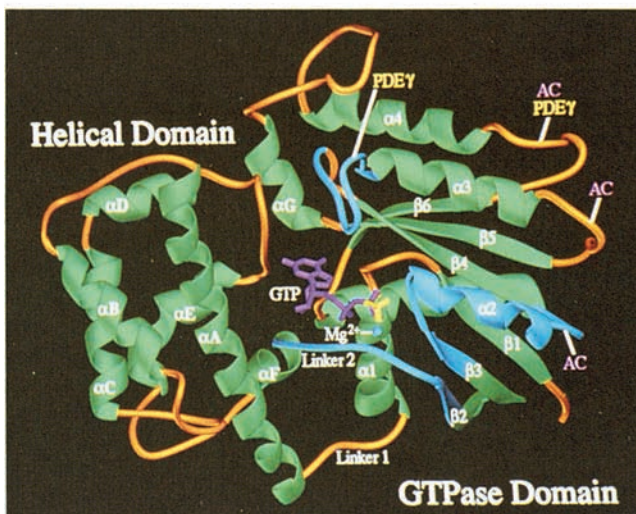 PDEγ
AC
PDEγ
Helical Domain
α4
αD
αG
α3
AC
β6
β5
β4
GTP
αB
αE
αA
α2
Mg²⁺
β1
αF
Linker 2
α1
β3
AC
αC
β2
Linker 1
GTPase Domain